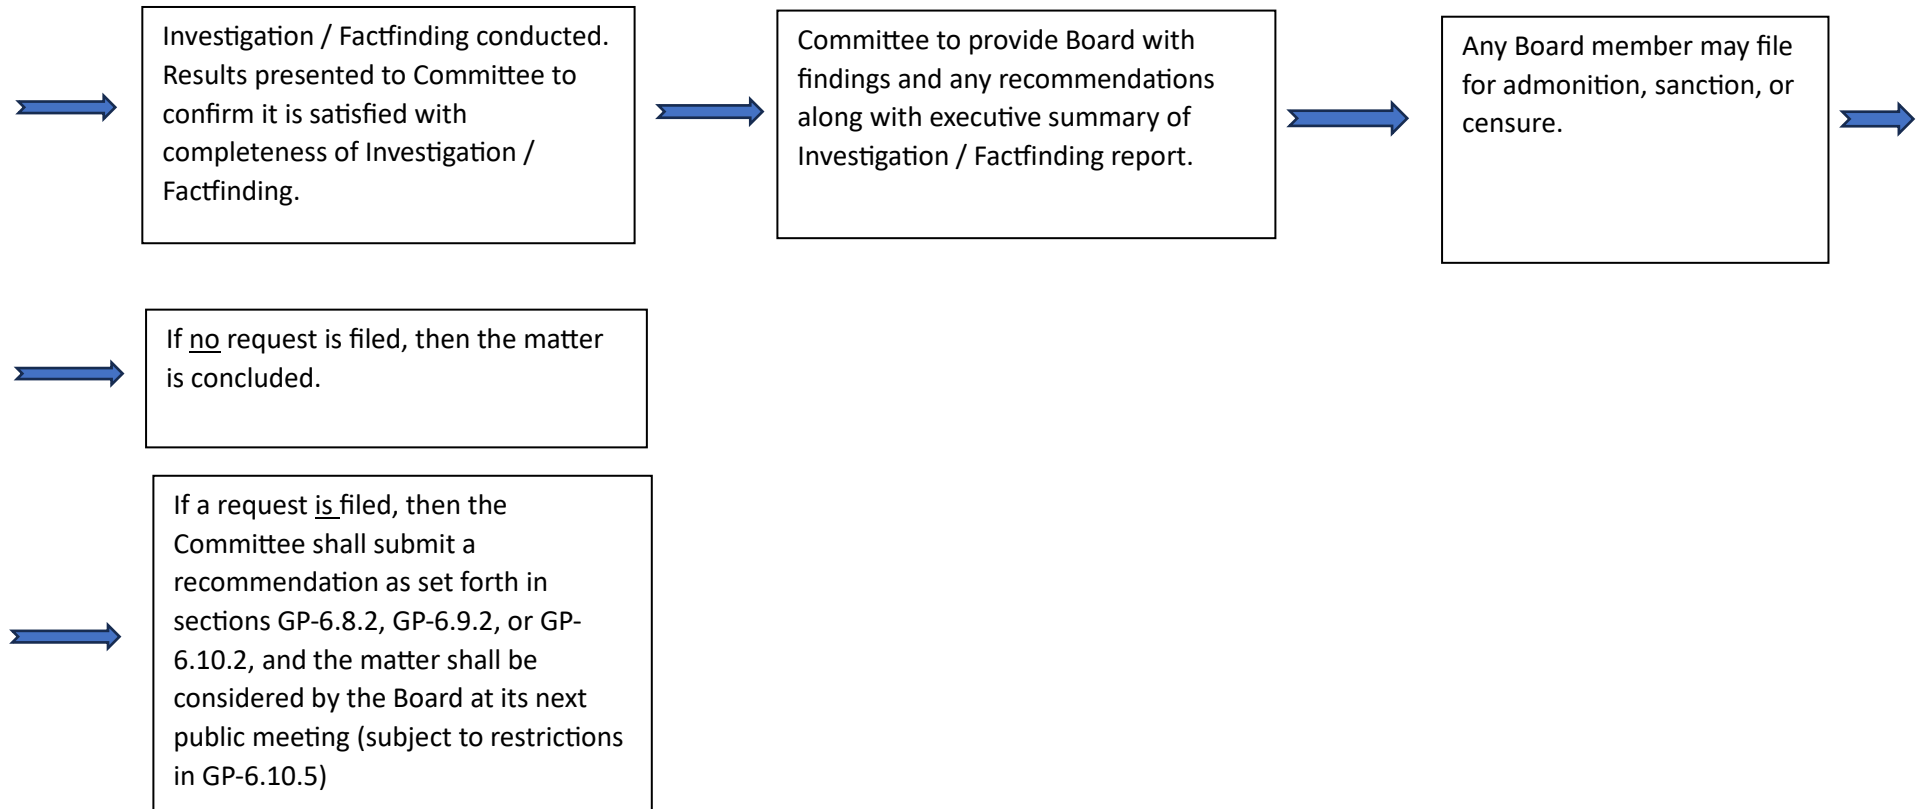 Investigation / Factfinding conducted.
Results presented to Committee to
confirm it is satisfied with
completeness of Investigation /
Factfinding.
Committee to provide Board with
findings and any recommendations
along with executive summary of
Investigation / Factfinding report.
Any Board member may file
for admonition, sanction, or
censure.
If no request is filed, then the matter
is concluded.
If a request is filed, then the
Committee shall submit a
recommendation as set forth in
sections GP-6.8.2, GP-6.9.2, or GP-
6.10.2, and the matter shall be
considered by the Board at its next
public meeting (subject to restrictions
in GP-6.10.5)